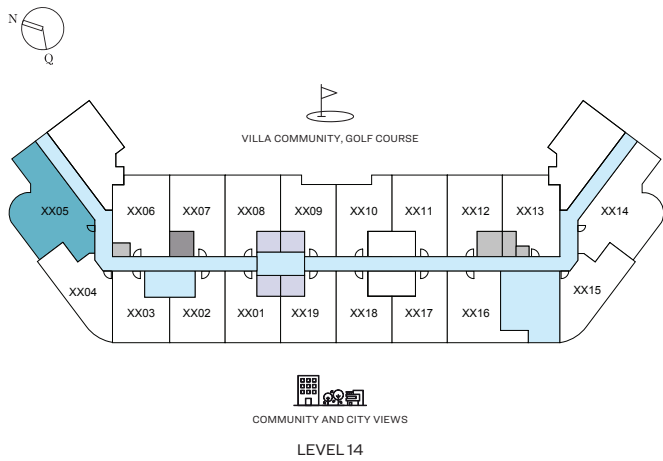 N
Q
VILLA COMMUNITY, GOLF COURSE
XX05
XX06
XX07
XX08
XX09
XX10
XX11
XX12
XX13
XX14
XX04
XX03
XX02
XX01
XX19
XX18
XX17
XX16
XX15
COMMUNITY AND CITY VIEWS
LEVEL 14